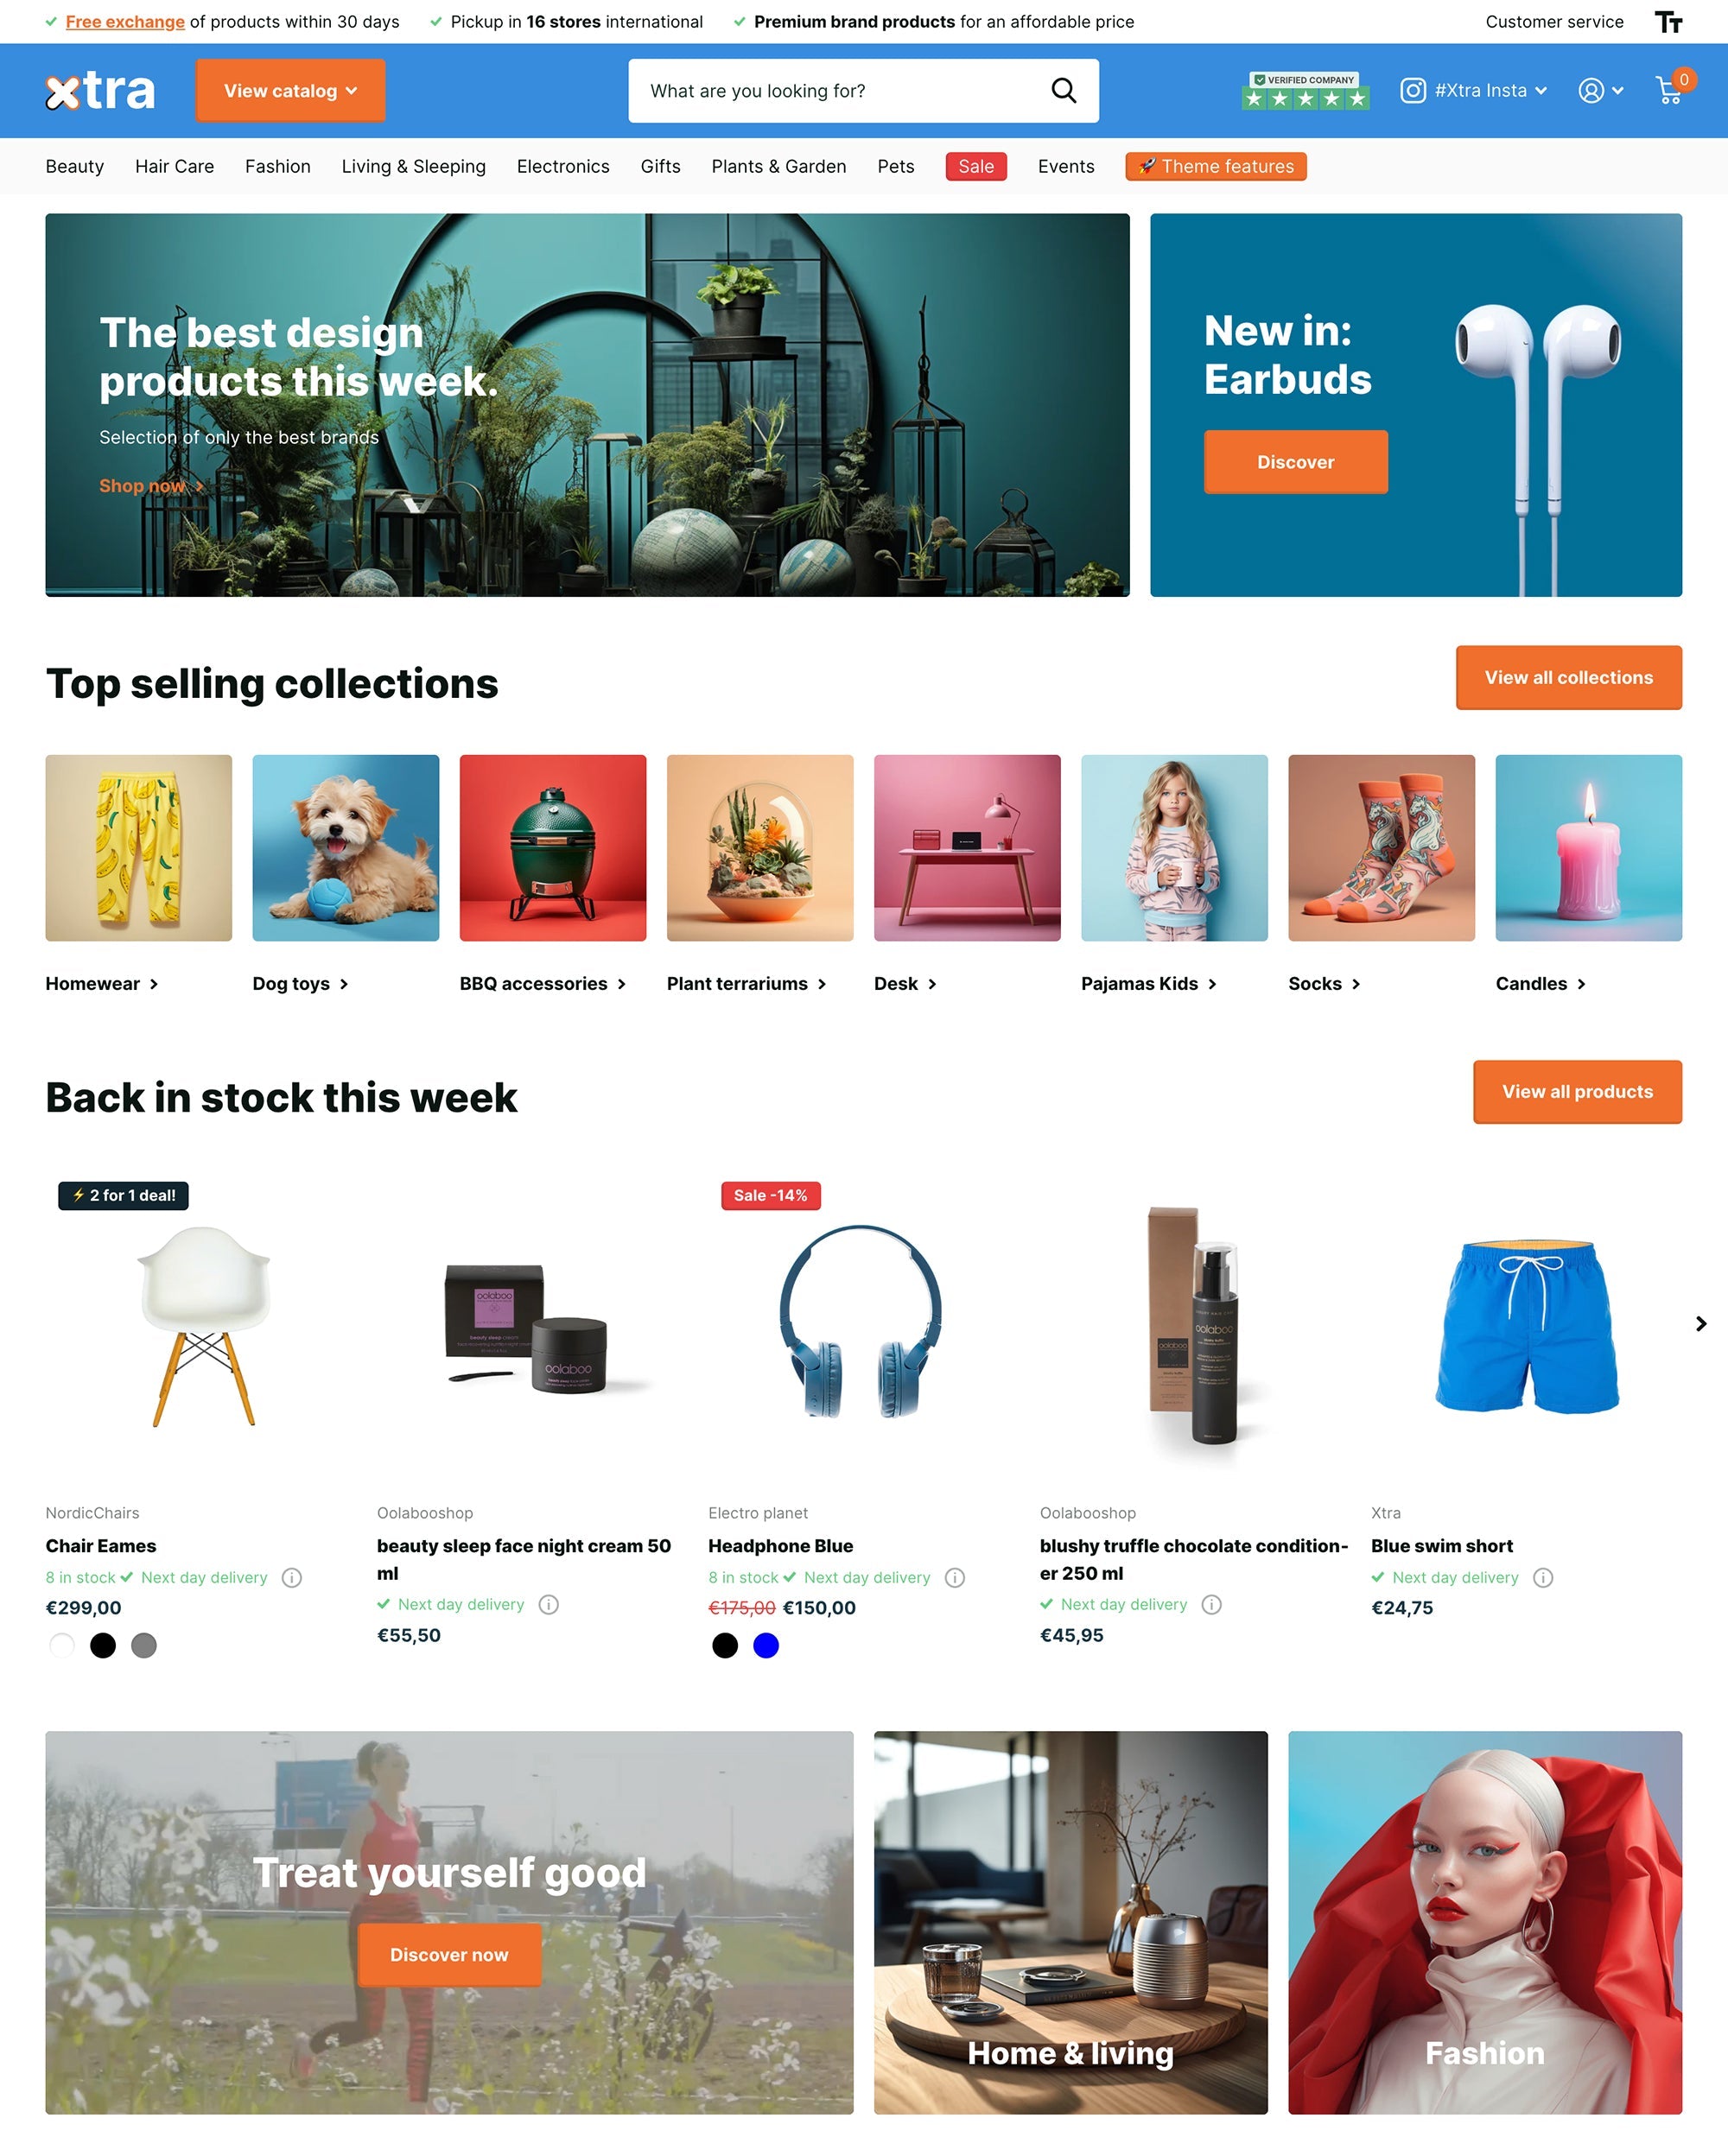 Free exchange of products within 30 days
Pickup in 16 stores international
Premium brand products for an affordable price
Customer service
xtra
View catalog
What are you looking for?
VERIFIED COMPANY
#Xtra Insta
0
Beauty
Hair Care
Fashion
Living & Sleeping
Electronics
Gifts
Plants & Garden
Pets
Sale
Events
🚀 Theme features
The best design
products this week.
Selection of only the best brands
Shop now
New in:
Earbuds
Discover
Top selling collections
View all collections
Homewear
Dog toys
BBQ accessories
Plant terrariums
Desk
Pajamas Kids
Socks
Candles
Back in stock this week
View all products
⚡ 2 for 1 deal!
Sale -14%
oolaboo
beauty sleep
oolaboo
oolaboo
oolaboo
NordicChairs
Chair Eames
8 in stock ✔ Next day delivery
€299,00
Oolabooshop
beauty sleep face night cream 50
ml
✔ Next day delivery
€55,50
Electro planet
Headphone Blue
8 in stock ✔ Next day delivery
€175,00 €150,00
Oolabooshop
blushy truffle chocolate condition-
er 250 ml
✔ Next day delivery
€45,95
Xtra
Blue swim short
✔ Next day delivery
€24,75
Treat yourself good
Discover now
Home & living
Fashion